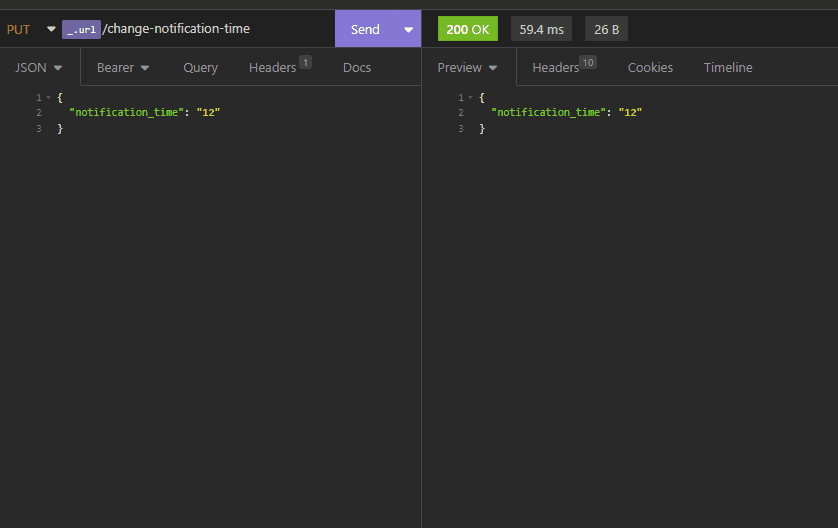 PUT _.url/change-notification-time Send 200 OK 59.4 ms 26 B
JSON Bearer Query Headers 1 Docs Preview Headers 10 Cookies Timeline
1 {
2 "notification_time": "12"
3 }
1 {
2 "notification_time": "12"
3 }